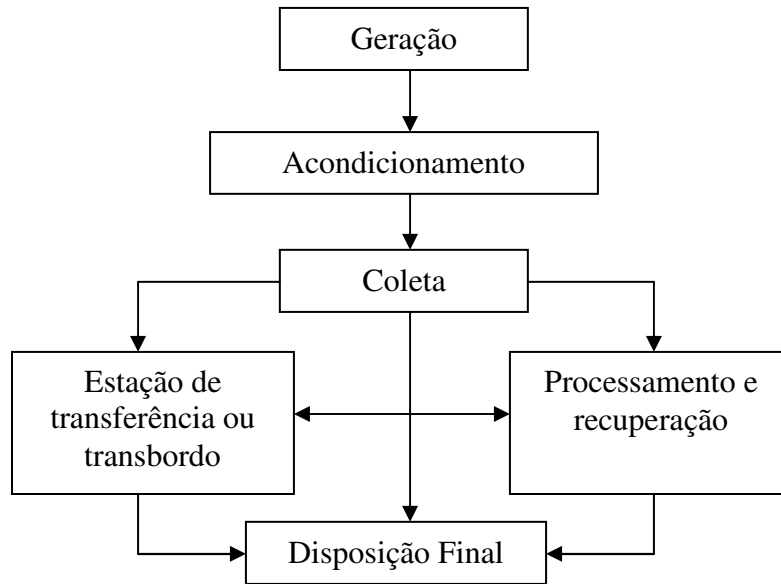 Geração
Acondicionamento
Coleta
Estação de
transferência ou
transbordo
Processamento e
recuperação
Disposição Final